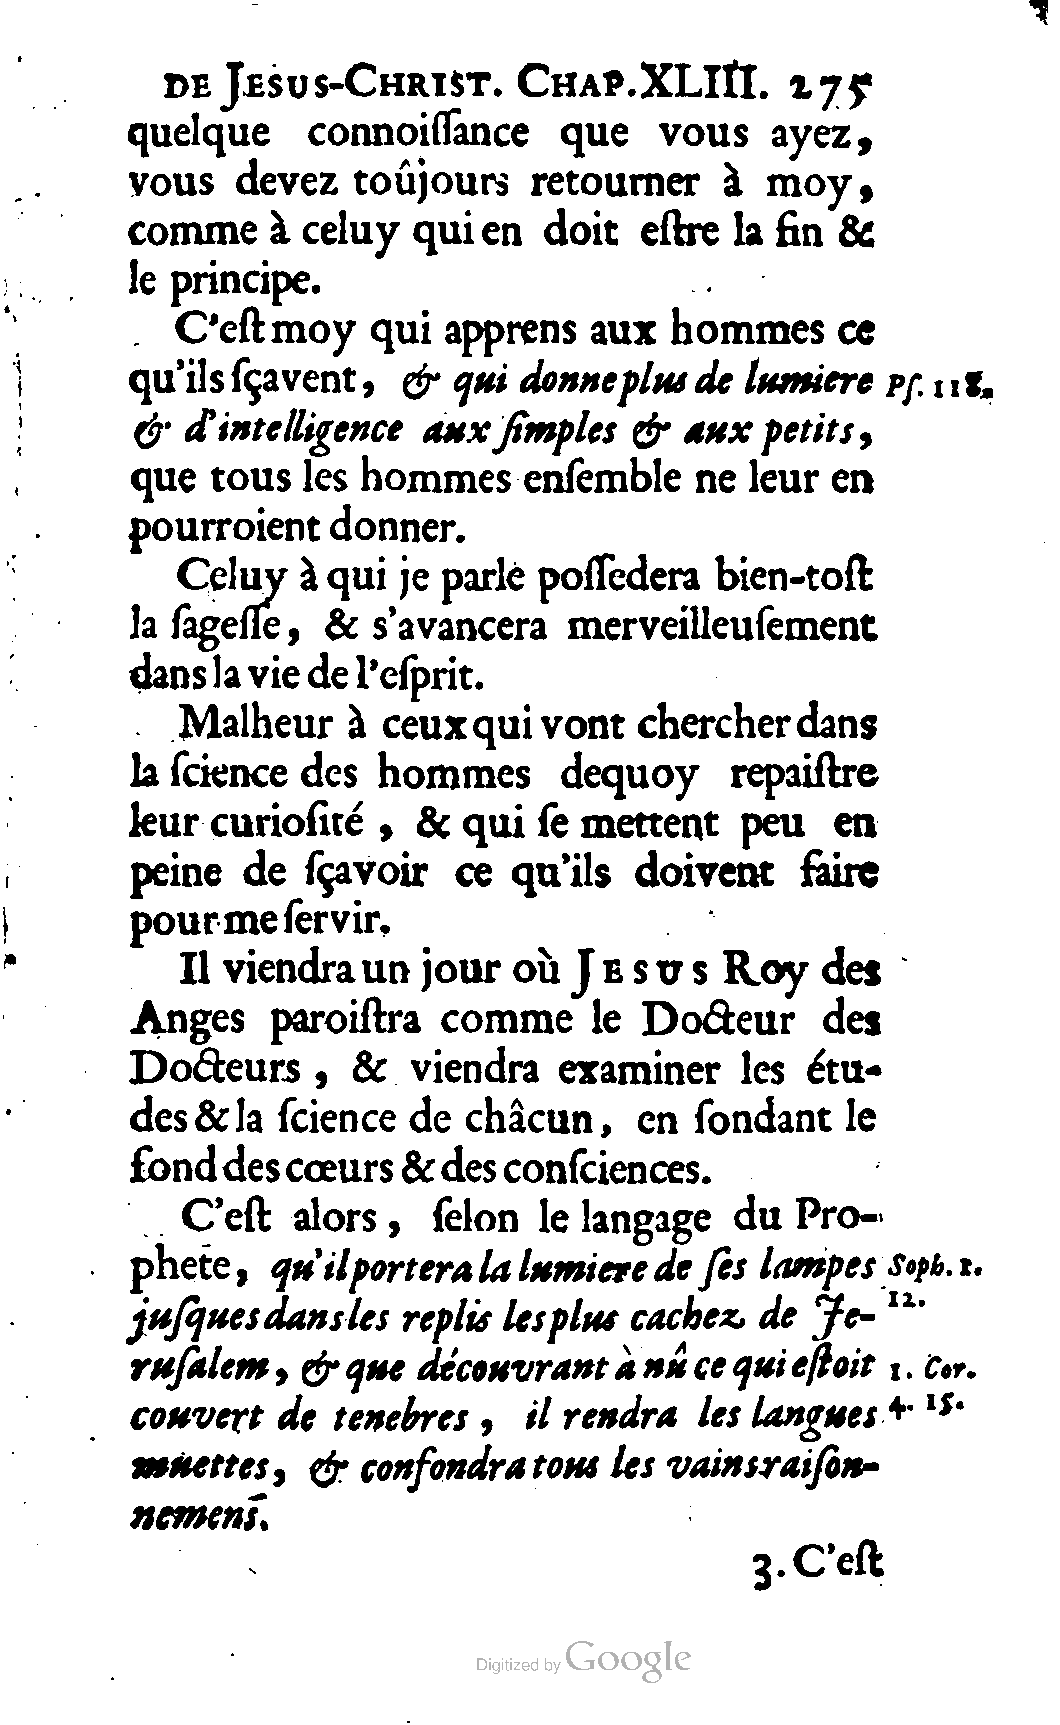 DE JESUS-CHRIST. CHAP. XLIII. 275
quelque connoiſſance que vous ayez,
vous devez toûjours retourner à moy,
comme à celuy qui en doit eſtre la fin &
le principe.
C'eſt moy qui apprens aux hommes ce
qu'ils ſçavent, & qui donne plus de lumiere Pſ. 118.
& d'intelligence aux ſimples & aux petits,
que tous les hommes enſemble ne leur en
pourroient donner.
Celuy à qui je parle poſſedera bien-toſt
la ſageſſe, & s'avancera merveilleuſement
dans la vie de l'eſprit.
Malheur à ceux qui vont chercher dans
la ſcience des hommes dequoy repaiſtre
leur curioſité, & qui ſe mettent peu en
peine de ſçavoir ce qu'ils doivent faire
pour me ſervir.
Il viendra un jour où JESUS Roy des
Anges paroiſtra comme le Docteur des
Docteurs, & viendra examiner les étu-
des & la ſcience de châcun, en ſondant le
fond des cœurs & des conſciences.
C'eſt alors, ſelon le langage du Pro-
phete, qu'il portera la lumiere de ſes lampes Soph. 1.
juſques dans les replis les plus cachez de Je- 12.
ruſalem, & que découvrant à nû ce qui eſtoit 1. Cor.
couvert de tenebres, il rendra les langues 4. 15.
müettes, & confondra tous les vains raiſon-
nemens.
3. C'eſt
Digitized by Google